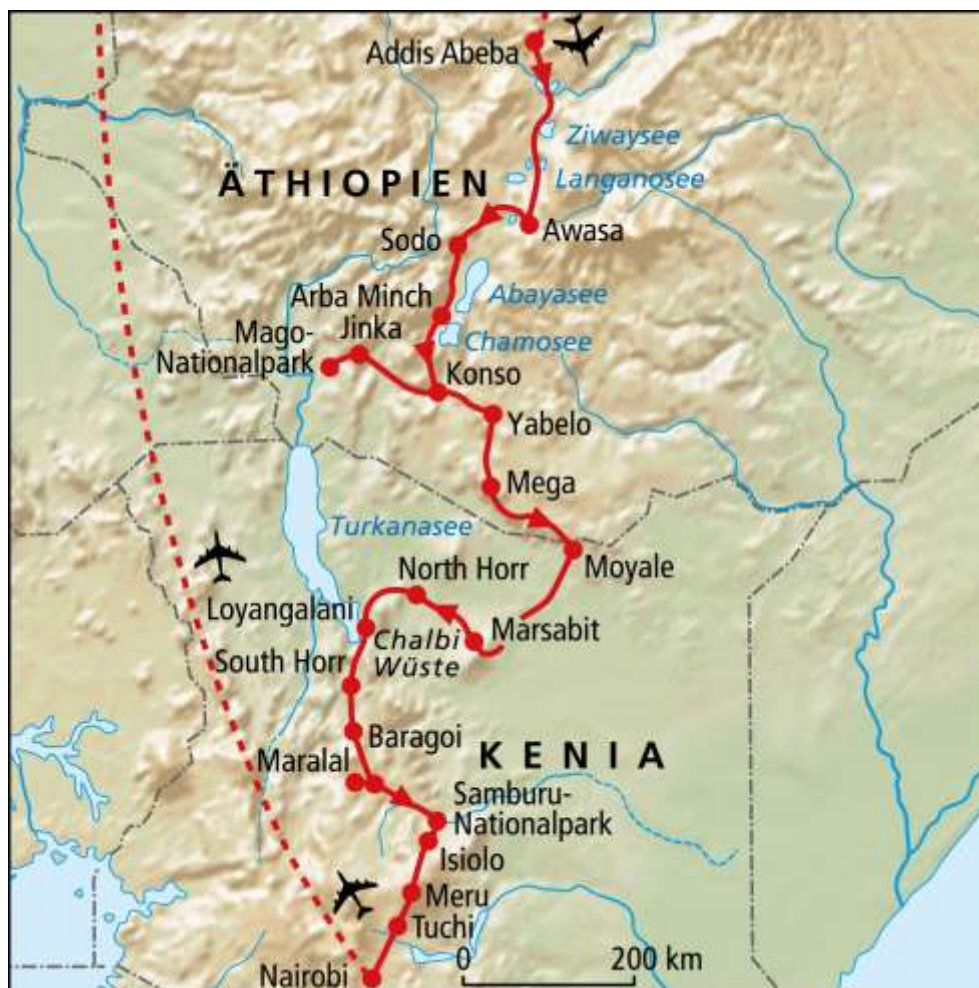 Addis Abeba
Ziwaysee
Langanosee
ÄTHIOPIEN
Awasa
Sodo
Abayasee
Arba Minch
Jinka
Chamosee
Mago-
Nationalpark
Konso
Yabelo
Mega
Turkanasee
Moyale
North Horr
Loyangalani
Marsabit
Chalbi
Wüste
South Horr
Baragoi
KENIA
Maralal
Samburu-
Nationalpark
Isiolo
Meru
Tuchi
Nairobi
0 200 km